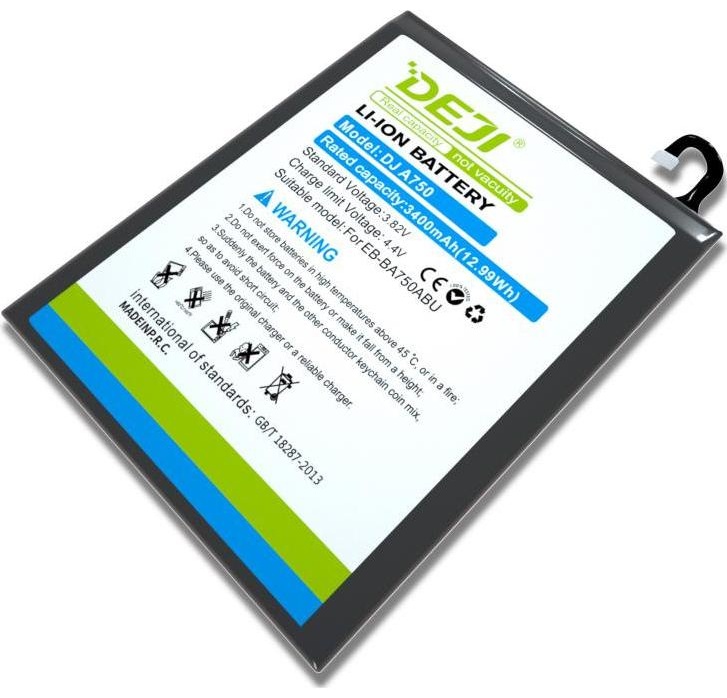 DEJI®
Real capacity not vacuity
LI-ION BATTERY
Model: DJ A750
Rated capacity:3400mAh(12.99Wh)
Standard Voltage:3.82V
Charge limit Voltage: 4.4V
Suitable model:For EB-BA750ABU
CE
WARNING
1.Do not store batteries in high temperatures above 45℃, or in a fire;
2.Do not exert force on the battery or make it fall from a height;
3.Suddenly the battery and the other conductor keychain coin mix,
so as to avoid short circuit;
4.Please use the original charger or a reliable charger.
international of standards: GB/T 18287-2013
MADEINP.R.C.